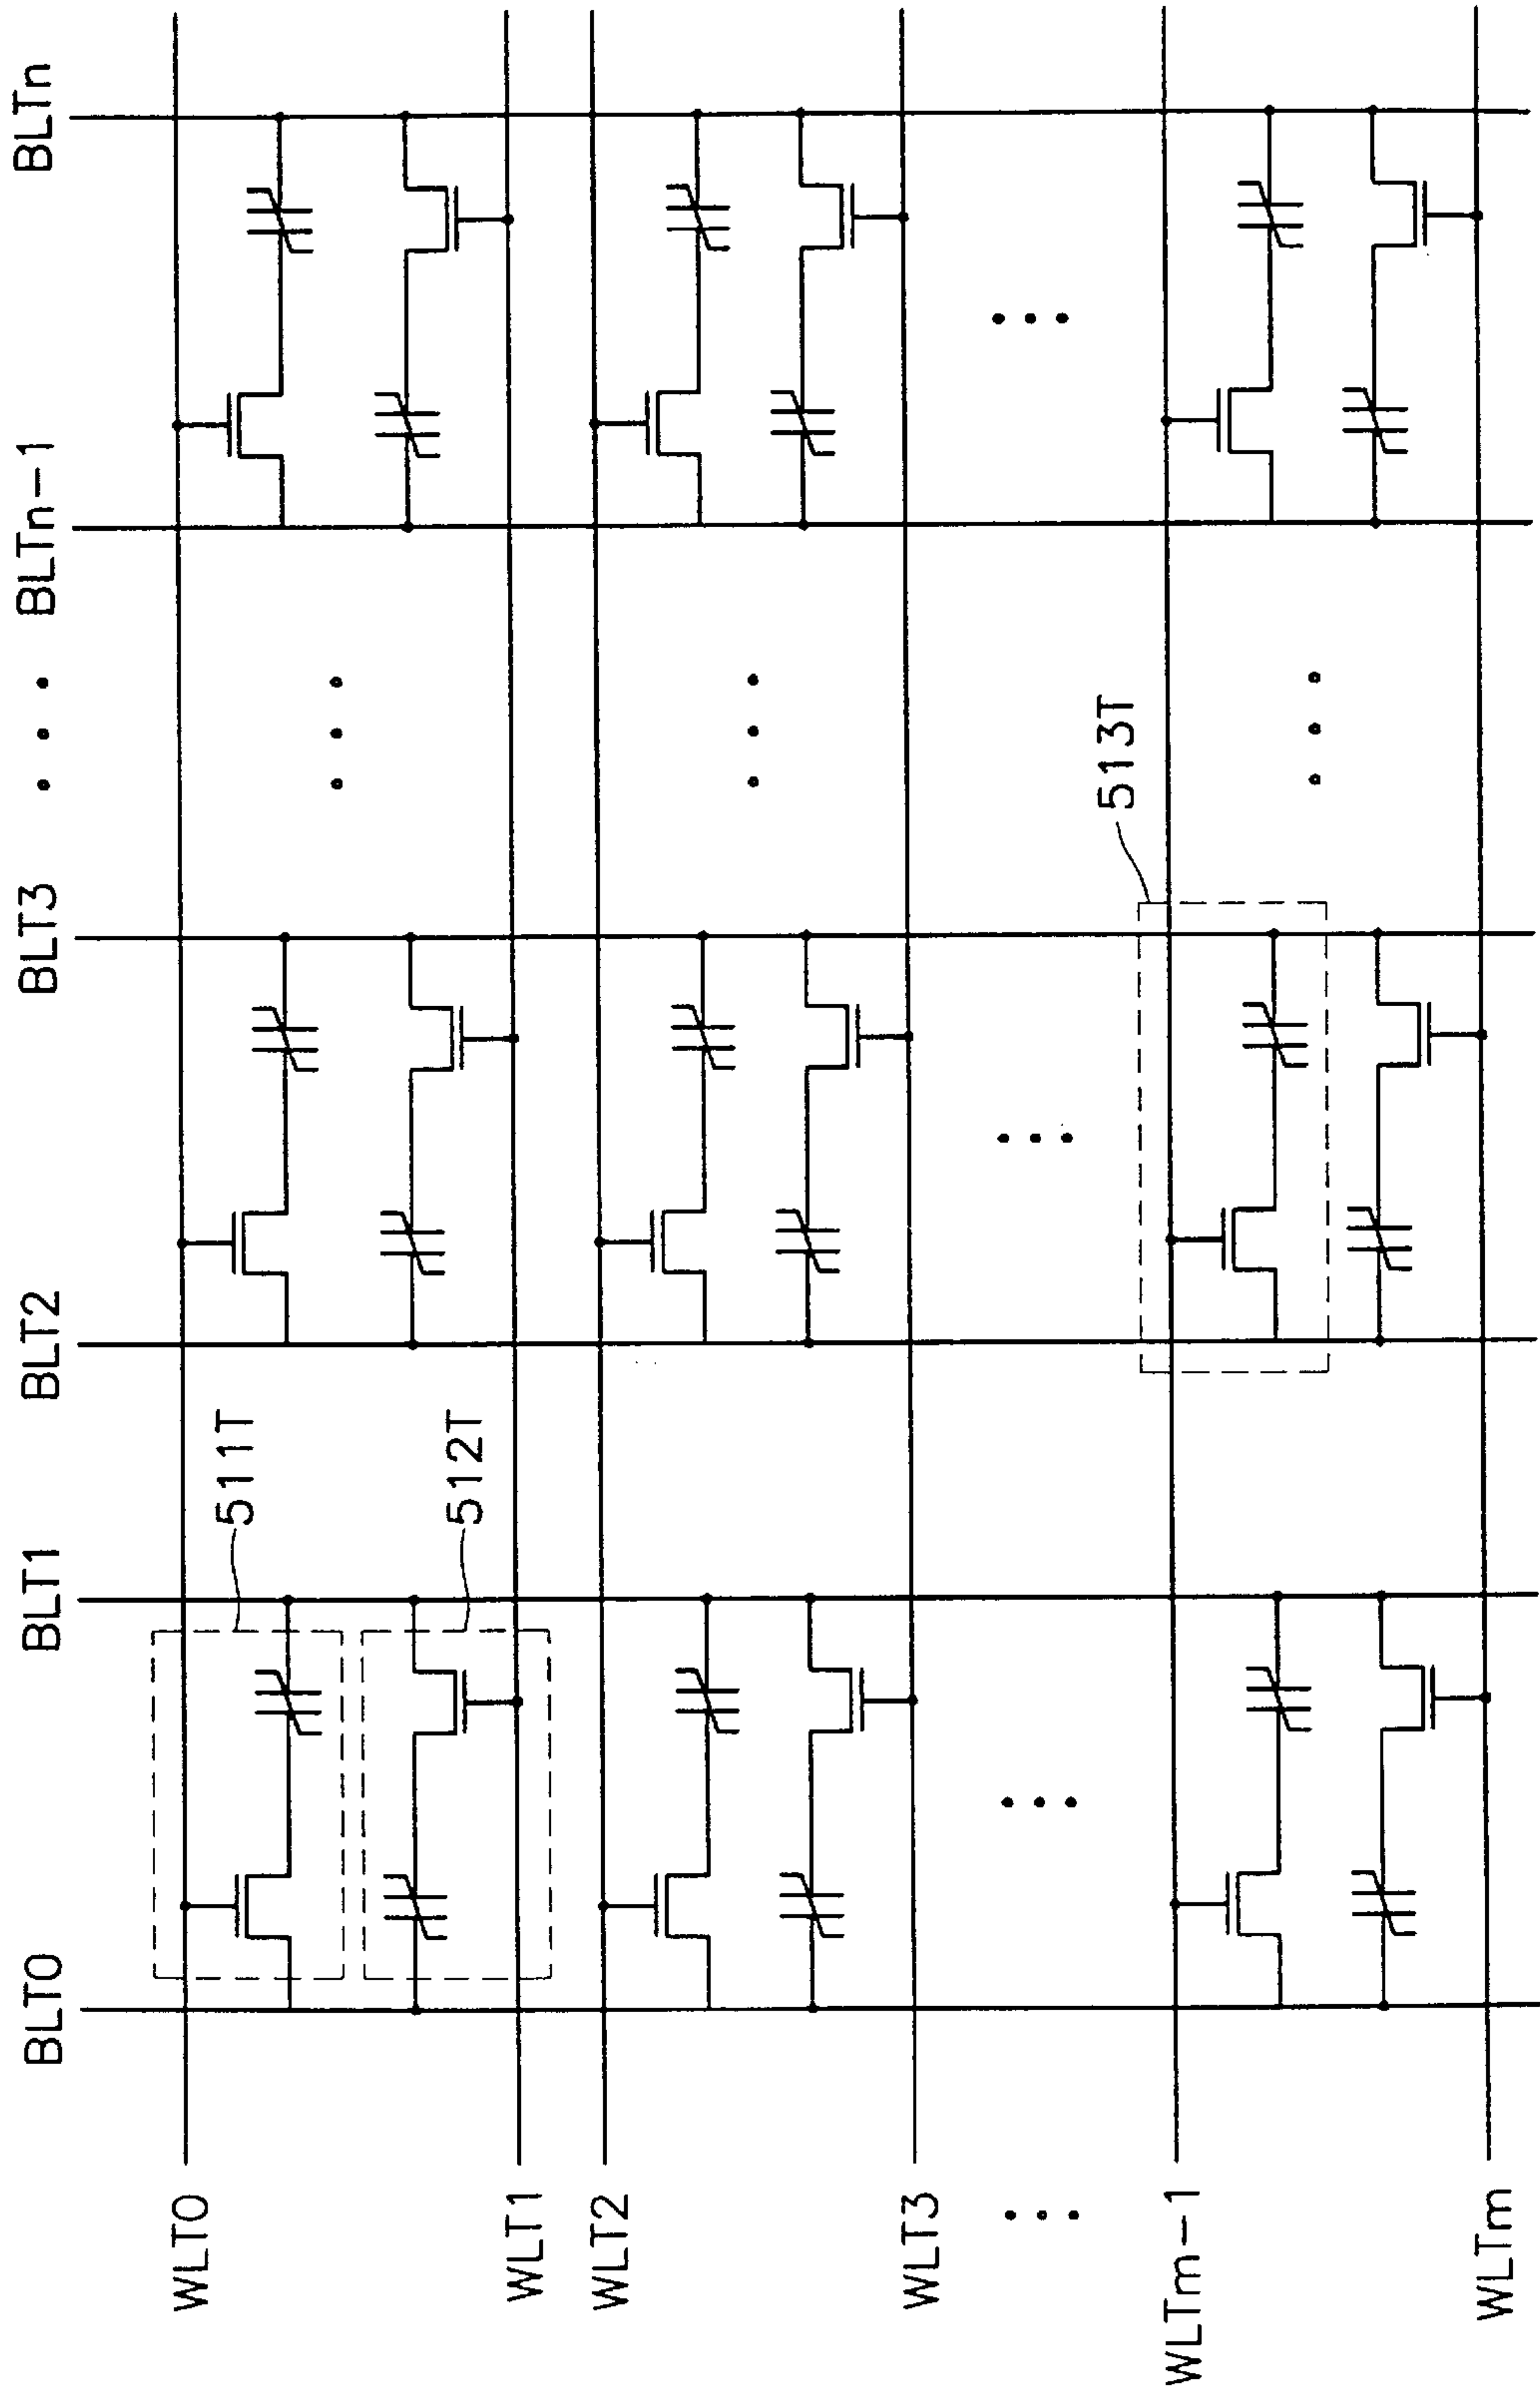 BLT0
BLT1
BLT2
BLT3
• • •
BLTn-1
BLTn
WLT0
511T
512T
WLT1
WLT2
WLT3
• • •
WLTm-1
513T
WLTm